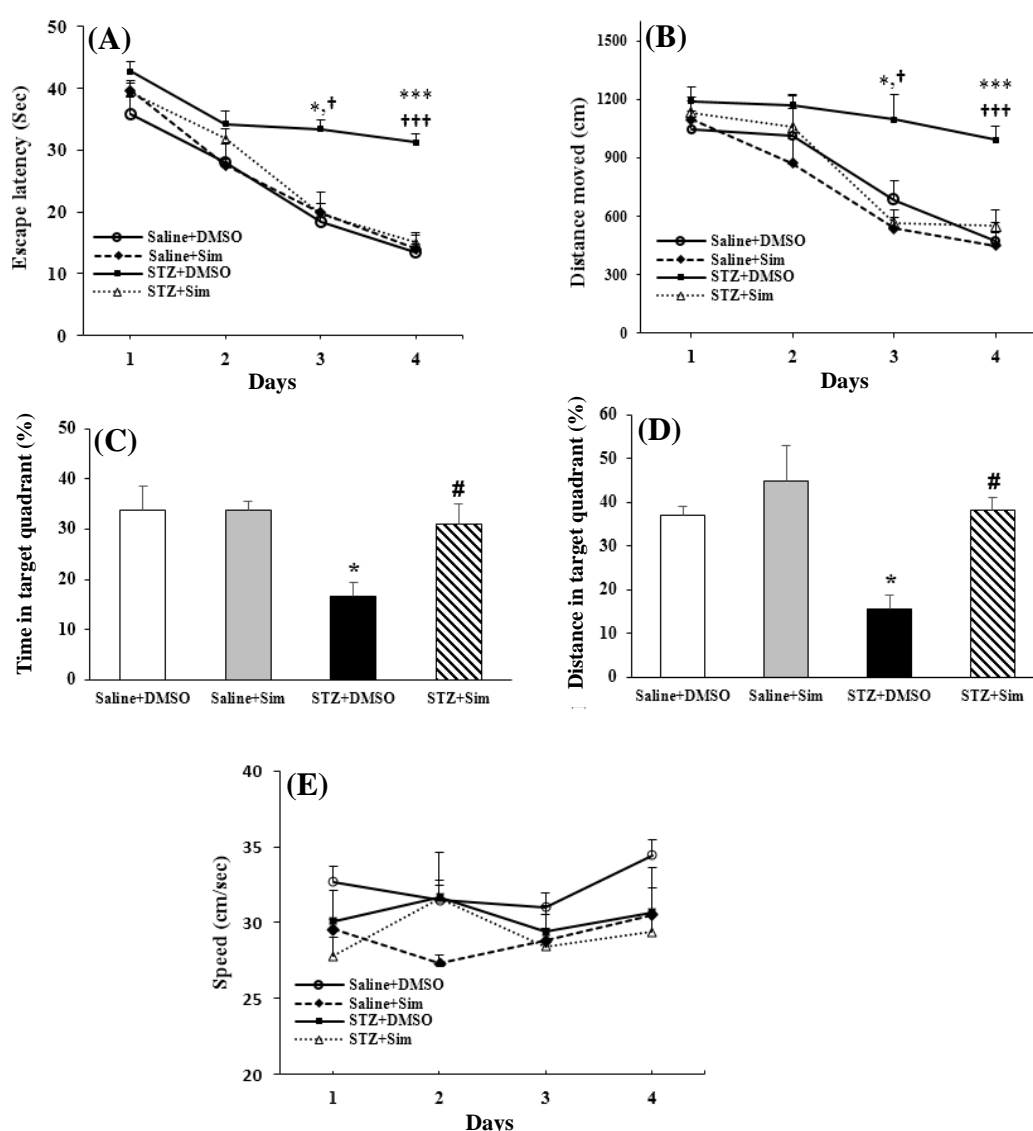 (A)
Escape latency (Sec)
50
40
30
20
10
0
*,†
***
†††
Saline+DMSO
Saline+Sim
STZ+DMSO
STZ+Sim
1 2 3 4
Days
(B)
Distance moved (cm)
1500
1200
900
600
300
0
*,†
***
†††
Saline+DMSO
Saline+Sim
STZ+DMSO
STZ+Sim
1 2 3 4
Days
(C)
Time in target quadrant (%)
50
40
30
20
10
0
*
#
Saline+DMSO Saline+Sim STZ+DMSO STZ+Sim
(D)
Distance in target quadrant (%)
60
50
40
30
20
10
0
*
#
Saline+DMSO Saline+Sim STZ+DMSO STZ+Sim
(E)
Speed (cm/sec)
40
35
30
25
20
Saline+DMSO
Saline+Sim
STZ+DMSO
STZ+Sim
1 2 3 4
Days